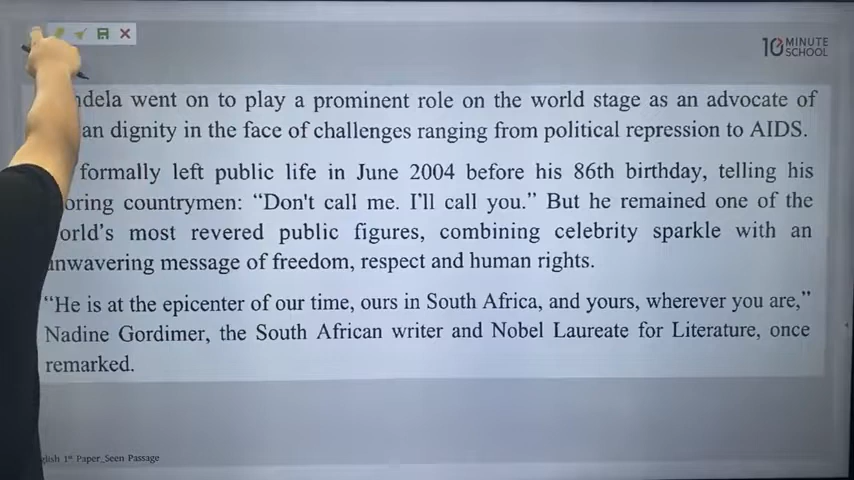 10 MINUTE
SCHOOL
dela went on to play a prominent role on the world stage as an advocate of
an dignity in the face of challenges ranging from political repression to AIDS.
formally left public life in June 2004 before his 86th birthday, telling his
oring countrymen: “Don't call me. I'll call you.” But he remained one of the
orld's most revered public figures, combining celebrity sparkle with an
nwavering message of freedom, respect and human rights.
“He is at the epicenter of our time, ours in South Africa, and yours, wherever you are,”
Nadine Gordimer, the South African writer and Nobel Laureate for Literature, once
remarked.
glish 1st Paper_Seen Passage